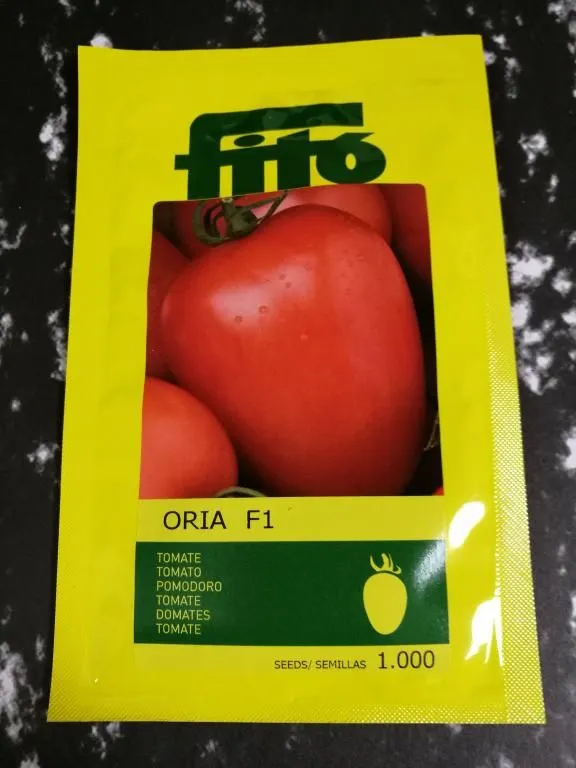 fitó
ORIA F1
TOMATE
TOMATO
POMODORO
TOMATE
DOMATES
TOMATE
SEEDS/ SEMILLAS 1.000